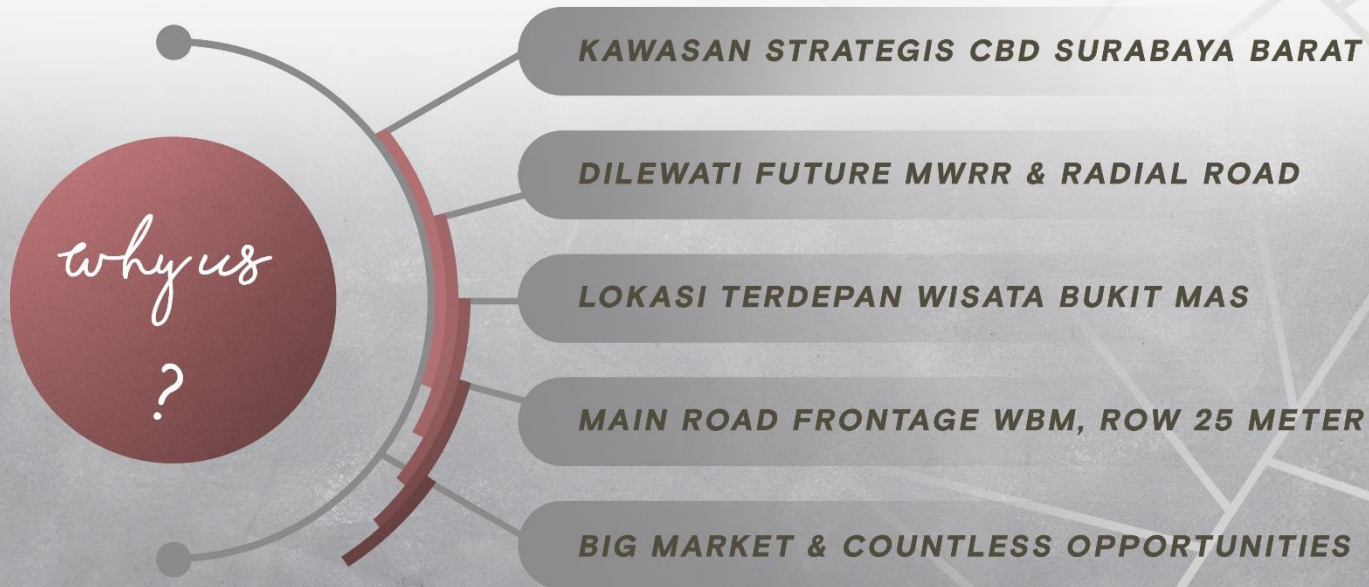 why us
?
KAWASAN STRATEGIS CBD SURABAYA BARAT
DILEWATI FUTURE MWRR & RADIAL ROAD
LOKASI TERDEPAN WISATA BUKIT MAS
MAIN ROAD FRONTAGE WBM, ROW 25 METER
BIG MARKET & COUNTLESS OPPORTUNITIES